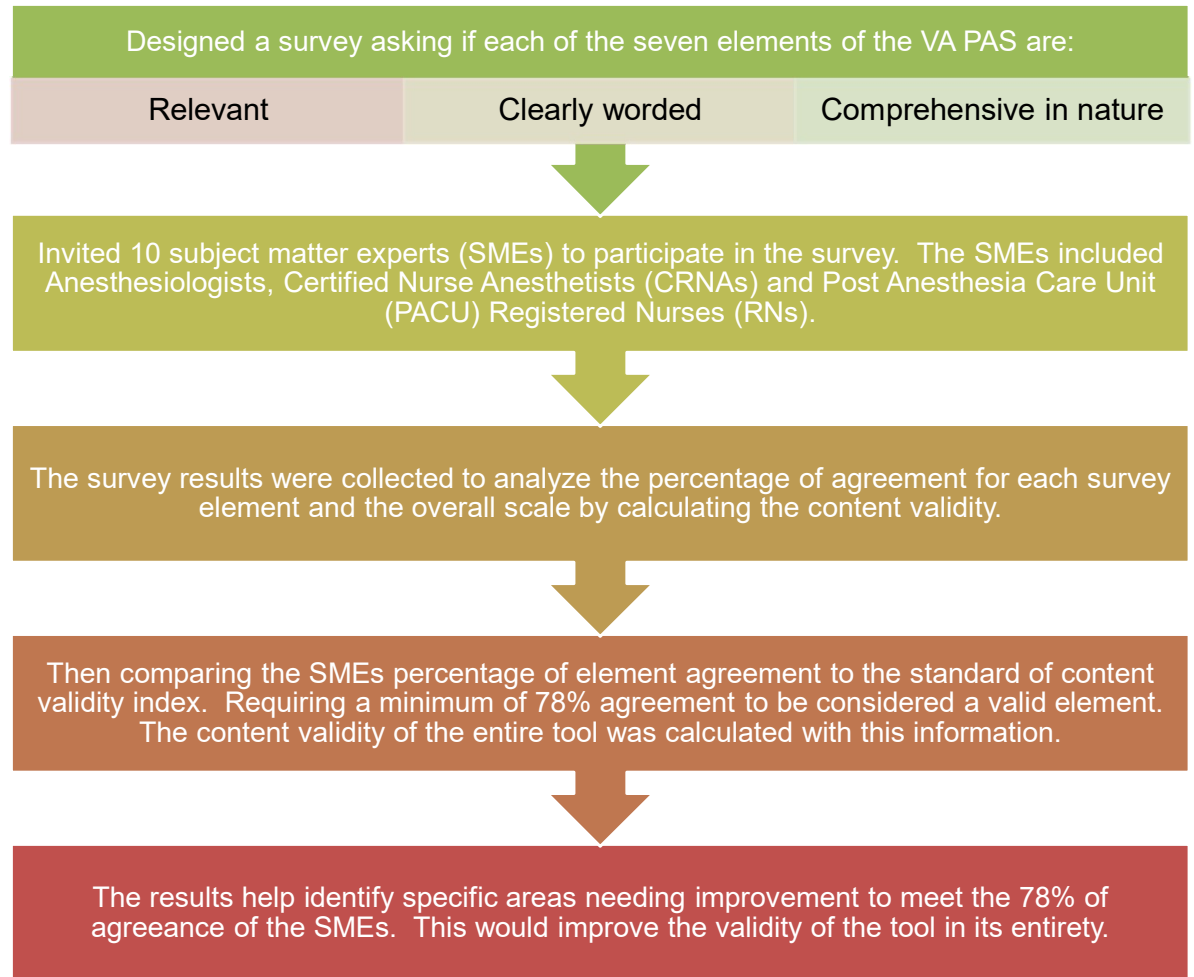 Designed a survey asking if each of the seven elements of the VA PAS are:
Relevant
Clearly worded
Comprehensive in nature
Invited 10 subject matter experts (SMEs) to participate in the survey.  The SMEs included
Anesthesiologists, Certified Nurse Anesthetists (CRNAs) and Post Anesthesia Care Unit
(PACU) Registered Nurses (RNs).
The survey results were collected to analyze the percentage of agreement for each survey
element and the overall scale by calculating the content validity.
Then comparing the SMEs percentage of element agreement to the standard of content
validity index.  Requiring a minimum of 78% agreement to be considered a valid element.
The content validity of the entire tool was calculated with this information.
The results help identify specific areas needing improvement to meet the 78% of
agreeance of the SMEs.  This would improve the validity of the tool in its entirety.